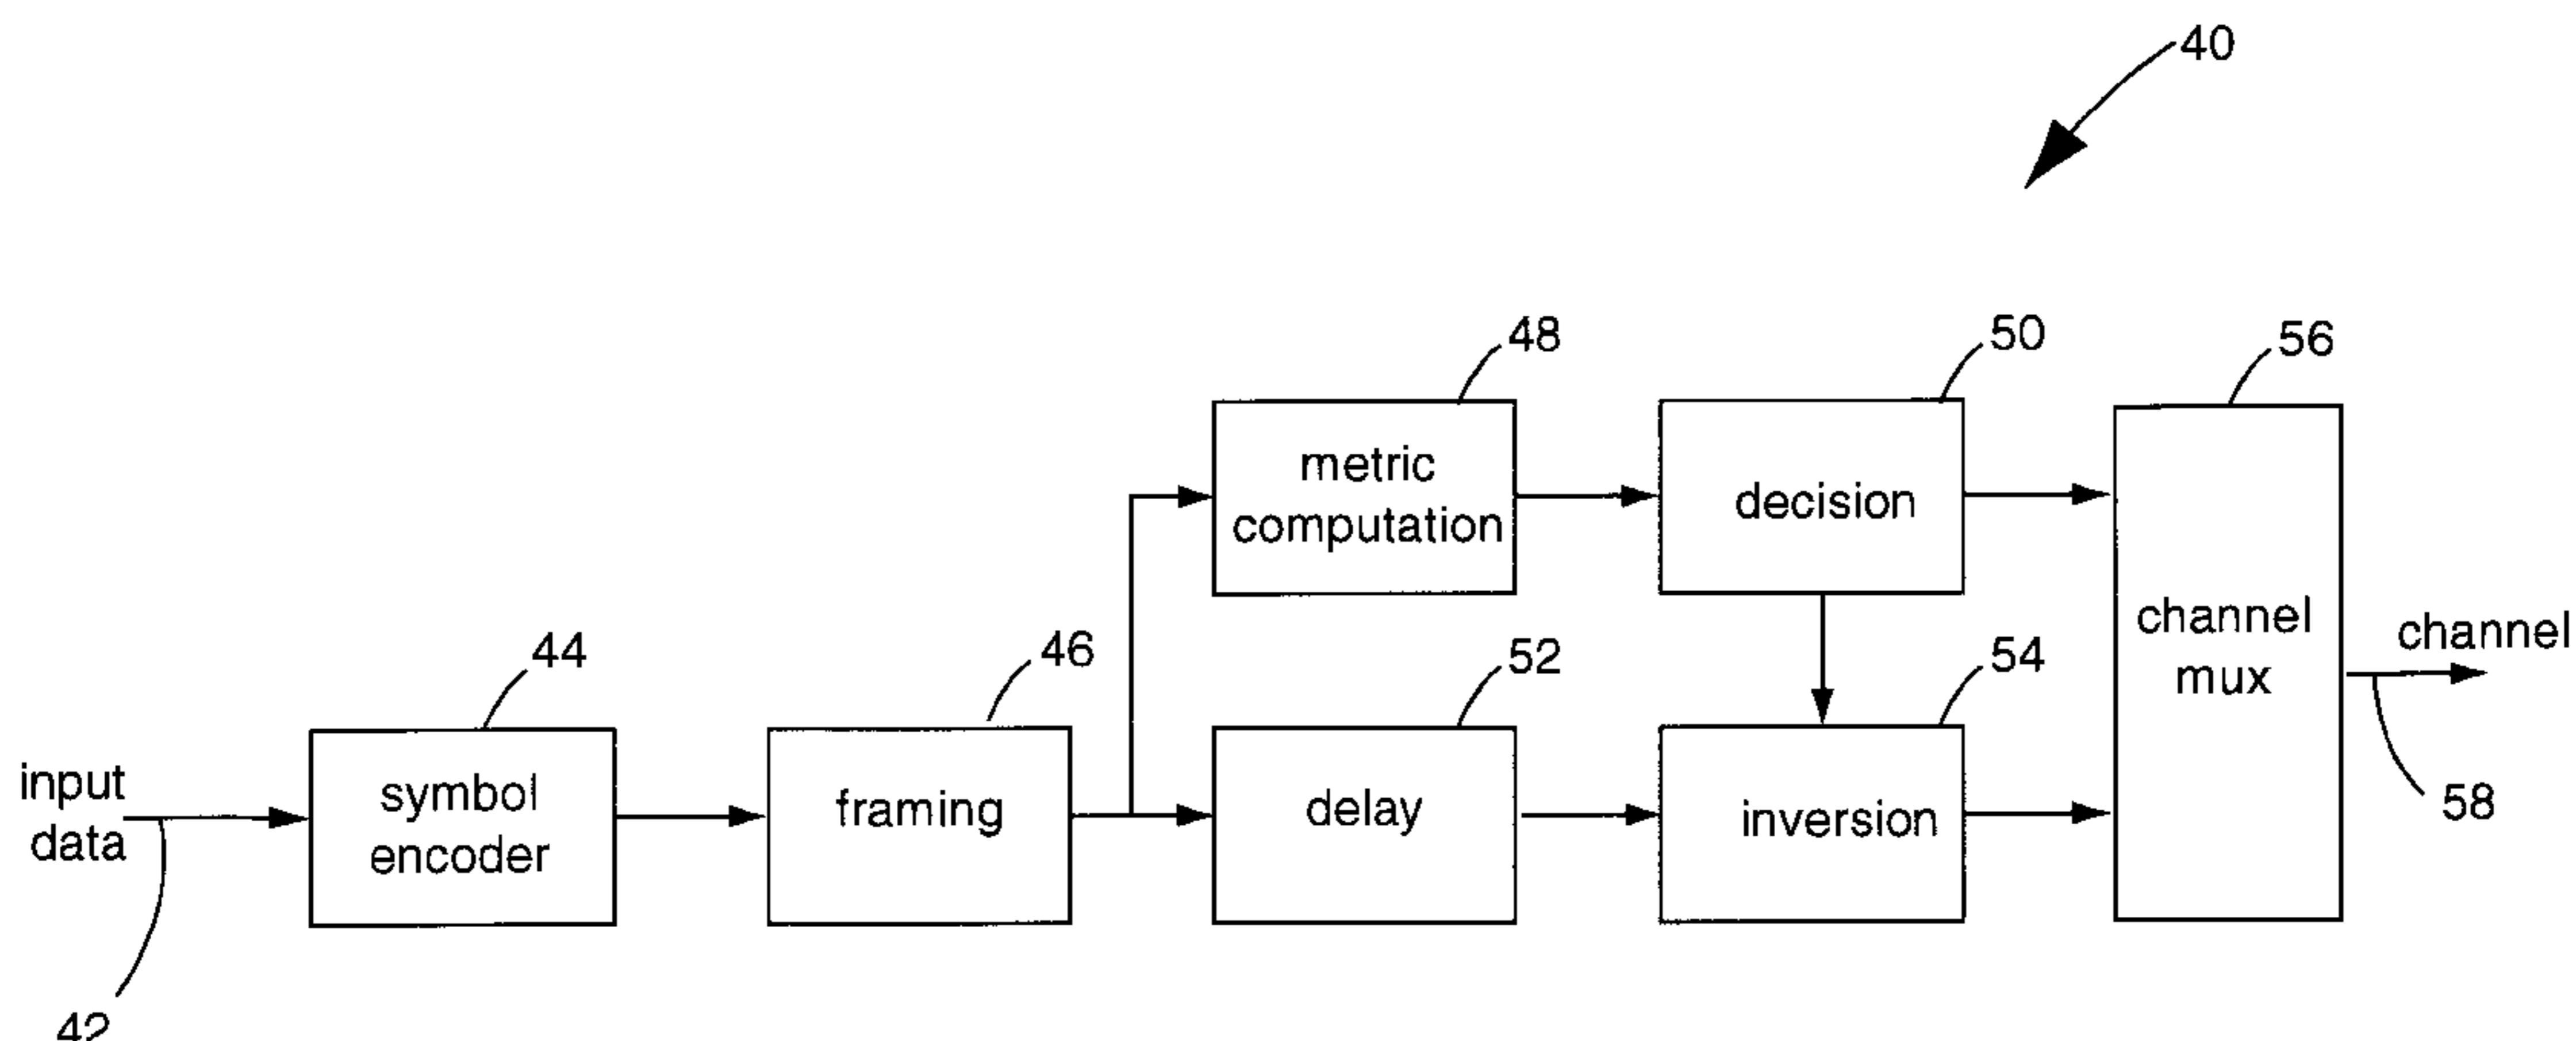 40
48
50
56
metric
computation
decision
channel
mux
channel
58
44
46
52
54
input
data
symbol
encoder
framing
delay
inversion
42